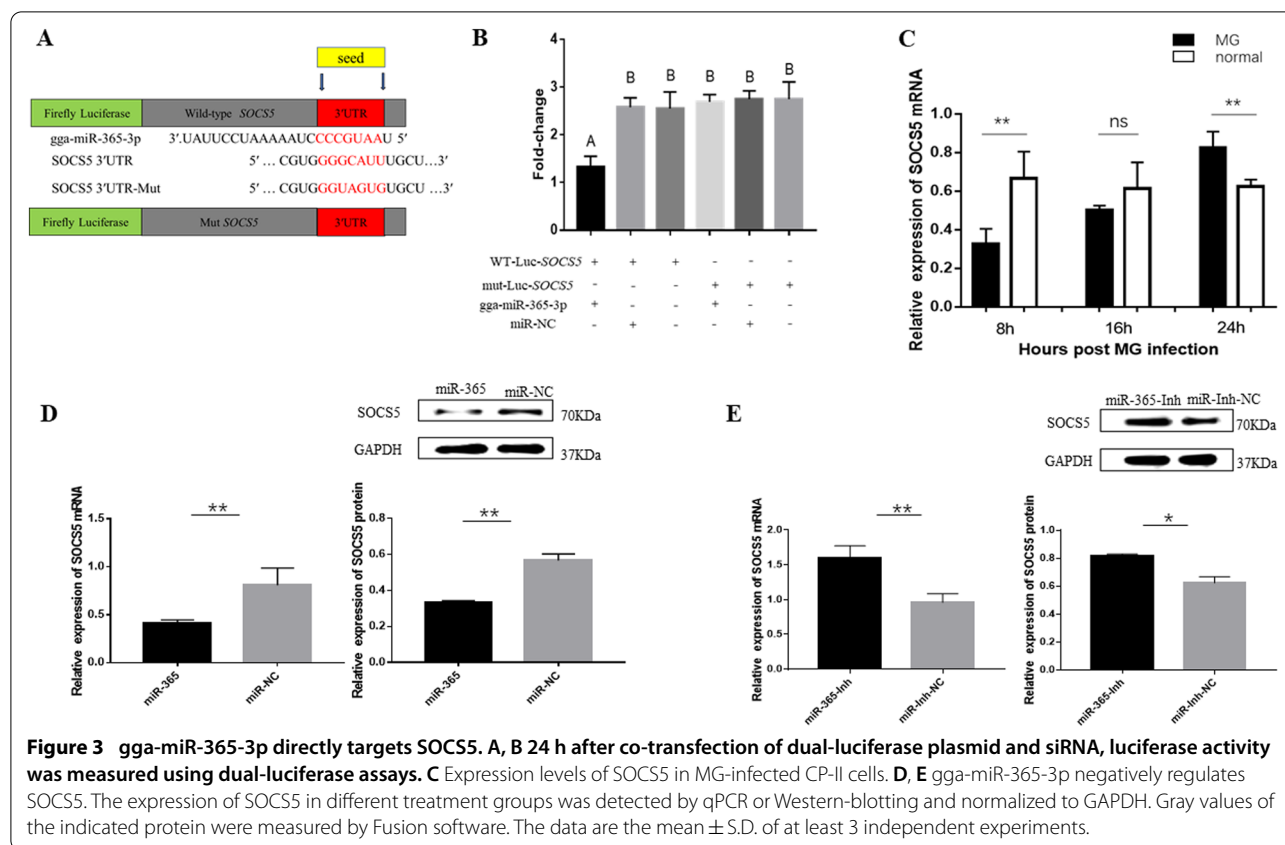 A
seed
Firefly Luciferase Wild-type SOCS5 3'UTR
gga-miR-365-3p 3'.UAUUCCUAAAAAUCCCCGUAAU 5'
SOCS5 3'UTR 5' ... CGUGGGGCAUUUGCU...3'
SOCS5 3'UTR-Mut 5' ... CGUGGGUAGUGUGCU ...3'
Firefly Luciferase Mut SOCS5 3'UTR
B
Fold-change
4
3
2
1
0
A B B B B B
WT-Luc-SOCS5 + + + - - -
mut-Luc-SOCS5 - - - + + +
gga-miR-365-3p + - - + - -
miR-NC - + - - + -
C
MG
normal
Relative expression of SOCS5 mRNA
1.0
0.8
0.6
0.4
0.2
0.0
** ns **
8h 16h 24h
Hours post MG infection
D
miR-365 miR-NC
SOCS5 70KDa
GAPDH 37KDa
Relative expression of SOCS5 mRNA
1.5
1.0
0.5
0.0
**
miR-365 miR-NC
Relative expression of SOCS5 protein
0.8
0.6
0.4
0.2
0.0
**
miR-365 miR-NC
E
miR-365-Inh miR-Inh-NC
SOCS5 70KDa
GAPDH 37KDa
Relative expression of SOCS5 mRNA
2.0
1.5
1.0
0.5
0.0
**
miR-365-Inh miR-Inh-NC
Relative expression of SOCS5 protein
1.0
0.8
0.6
0.4
0.2
0.0
*
miR-365-Inh miR-Inh-NC
Figure 3 gga-miR-365-3p directly targets SOCS5. A, B 24 h after co-transfection of dual-luciferase plasmid and siRNA, luciferase activity
was measured using dual-luciferase assays. C Expression levels of SOCS5 in MG-infected CP-II cells. D, E gga-miR-365-3p negatively regulates
SOCS5. The expression of SOCS5 in different treatment groups was detected by qPCR or Western-blotting and normalized to GAPDH. Gray values of
the indicated protein were measured by Fusion software. The data are the mean ± S.D. of at least 3 independent experiments.